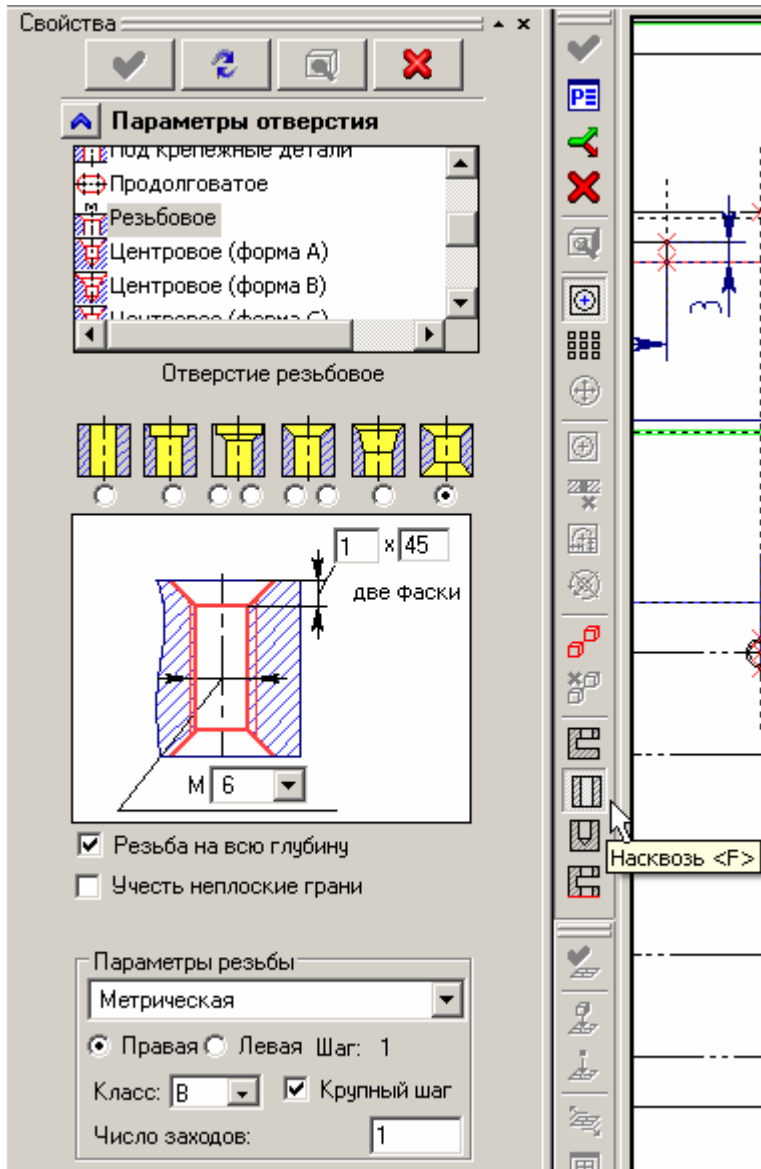 Свойства
Параметры отверстия
Под крепежные детали
Продолговатое
Резьбовое
Центровое (форма А)
Центровое (форма В)
Центровое (форма С)
Отверстие резьбовое
1 x 45
две фаски
М 6
Резьба на всю глубину
Учесть неплоские грани
Параметры резьбы
Метрическая
Правая Левая Шаг: 1
Класс: В Крупный шаг
Число заходов: 1
3
Насквозь <F>